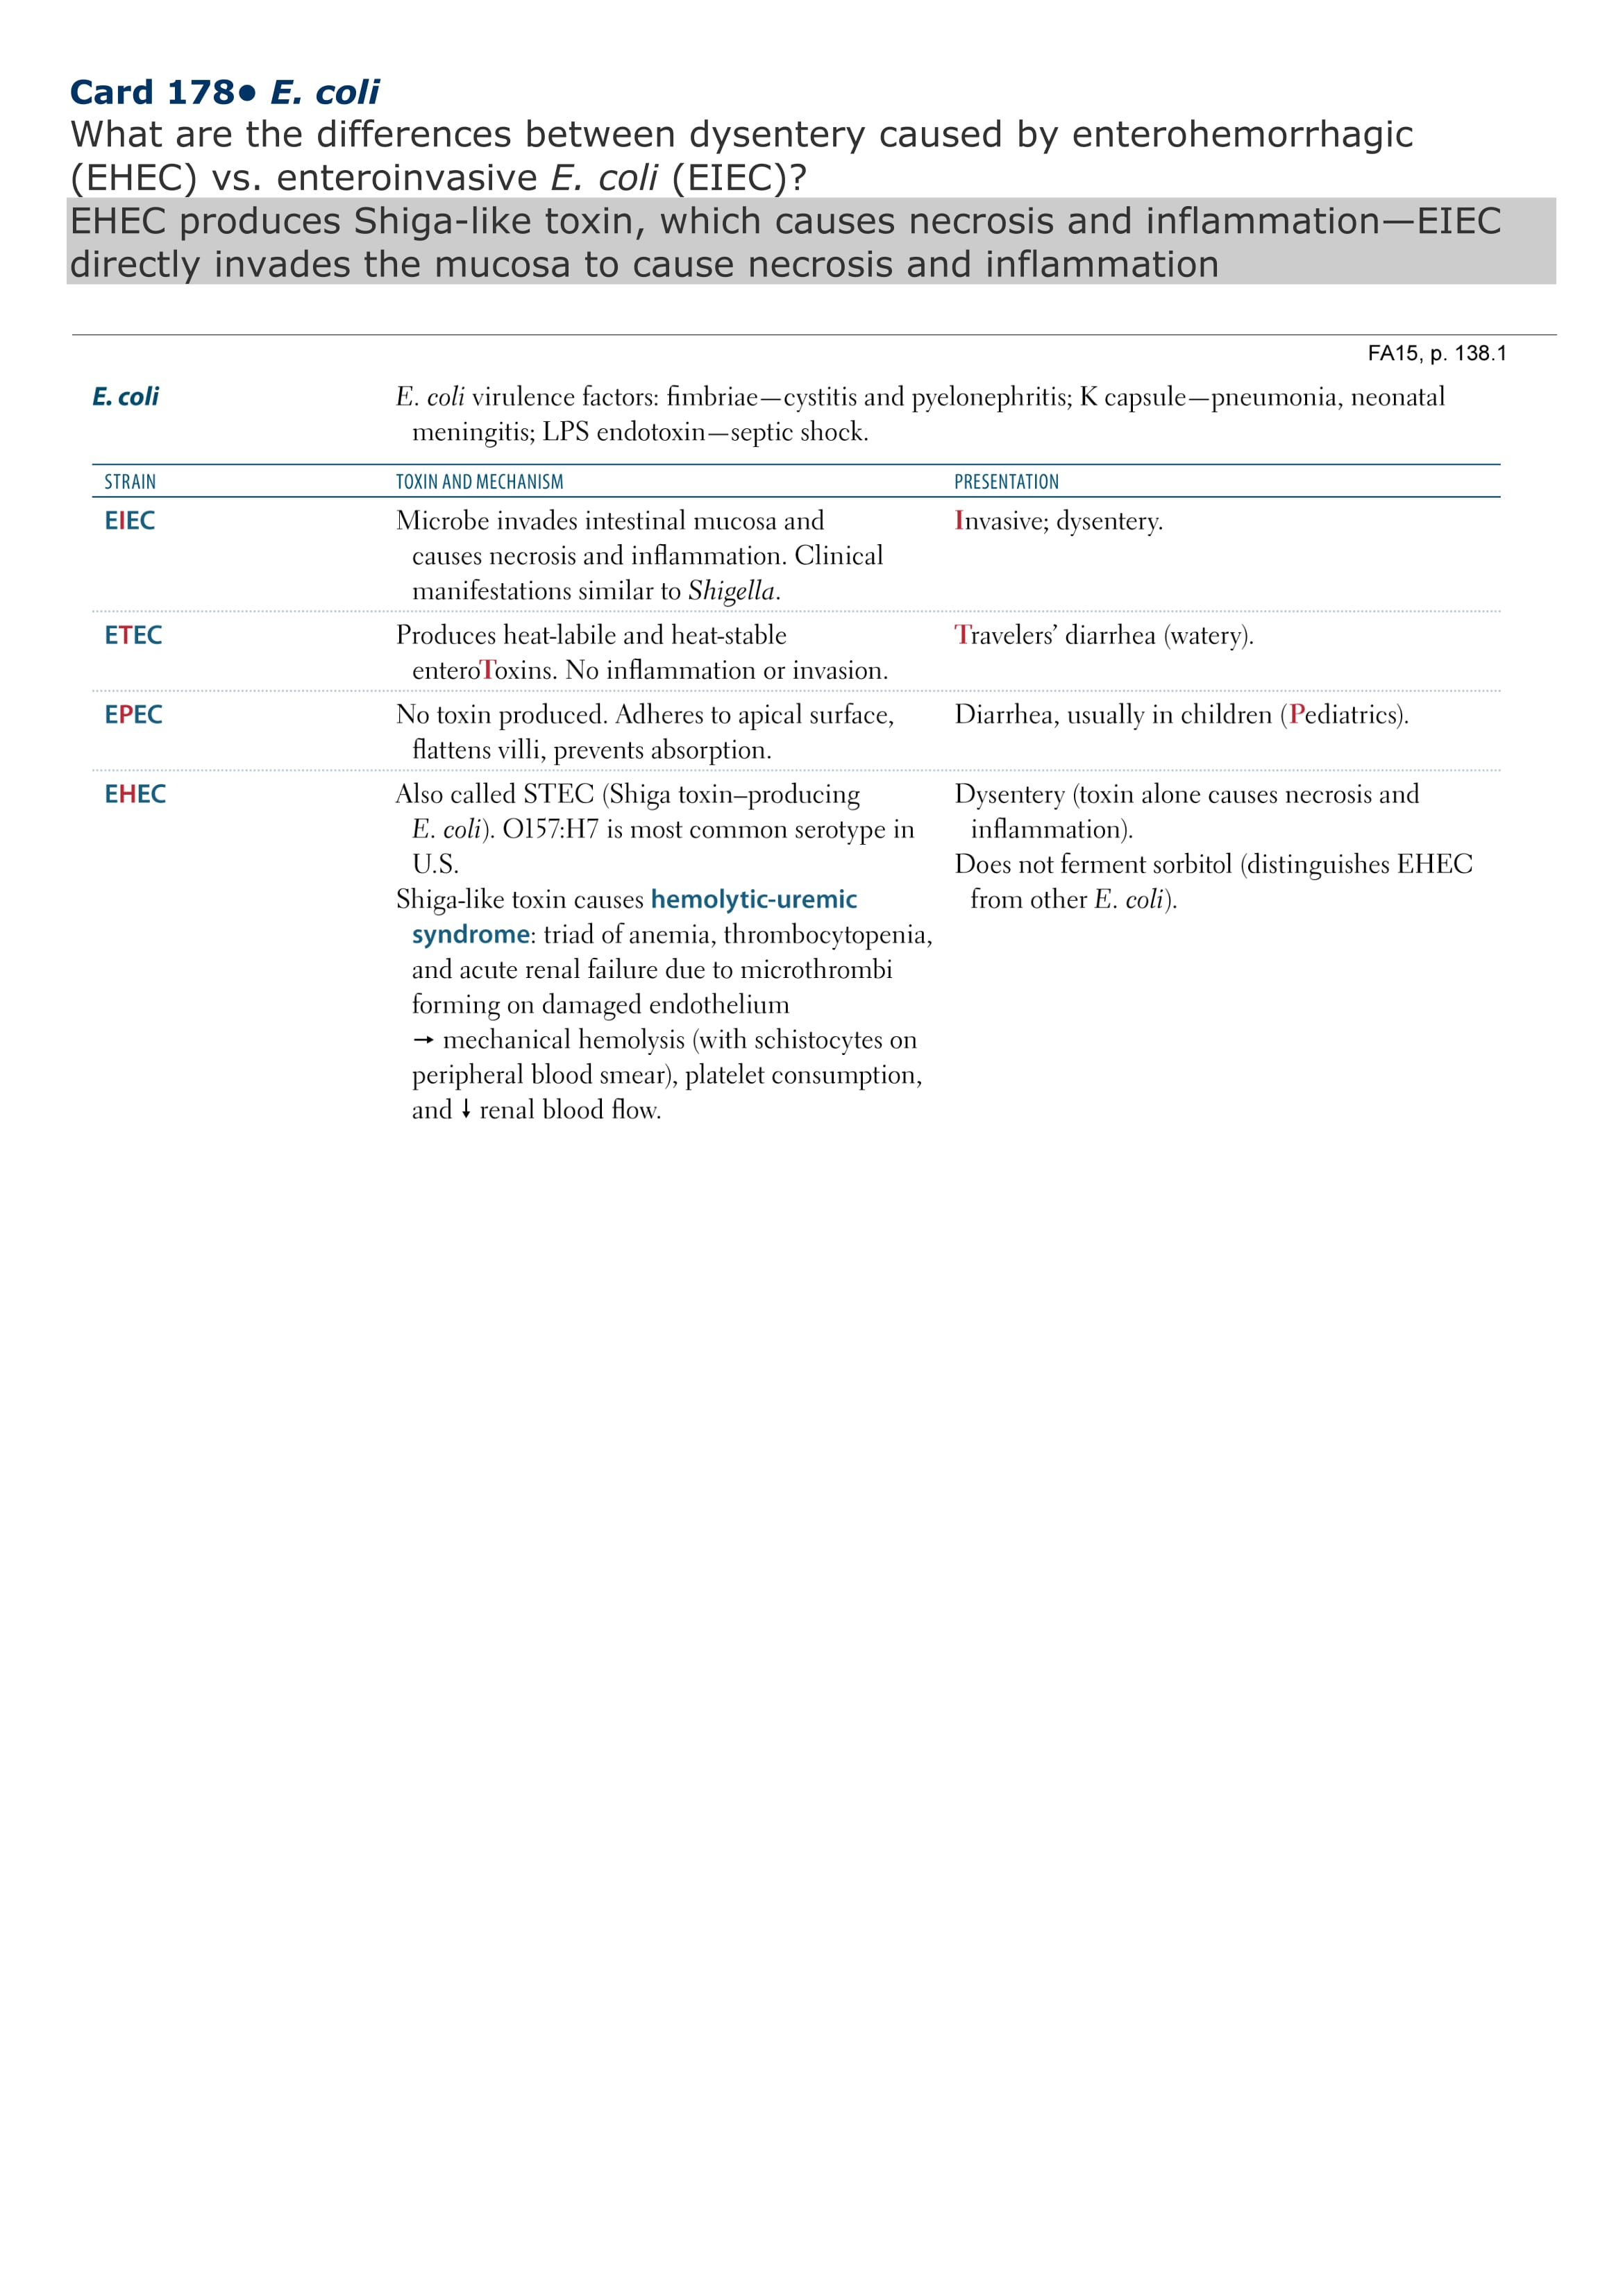 Card 178• E. coli
What are the differences between dysentery caused by enterohemorrhagic
(EHEC) vs. enteroinvasive E. coli (EIEC)?
EHEC produces Shiga-like toxin, which causes necrosis and inflammation—EIEC
directly invades the mucosa to cause necrosis and inflammation
FA15, p. 138.1
E. coli
E. coli virulence factors: fimbriae—cystitis and pyelonephritis; K capsule—pneumonia, neonatal
meningitis; LPS endotoxin—septic shock.
STRAIN TOXIN AND MECHANISM PRESENTATION
EIEC
Microbe invades intestinal mucosa and
causes necrosis and inflammation. Clinical
manifestations similar to Shigella.
Invasive; dysentery.
ETEC
Produces heat-labile and heat-stable
enteroToxins. No inflammation or invasion.
Travelers’ diarrhea (watery).
EPEC
No toxin produced. Adheres to apical surface,
flattens villi, prevents absorption.
Diarrhea, usually in children (Pediatrics).
EHEC
Also called STEC (Shiga toxin–producing
E. coli). O157:H7 is most common serotype in
U.S.
Shiga-like toxin causes hemolytic-uremic
syndrome: triad of anemia, thrombocytopenia,
and acute renal failure due to microthrombi
forming on damaged endothelium
→ mechanical hemolysis (with schistocytes on
peripheral blood smear), platelet consumption,
and ↓ renal blood flow.
Dysentery (toxin alone causes necrosis and
inflammation).
Does not ferment sorbitol (distinguishes EHEC
from other E. coli).